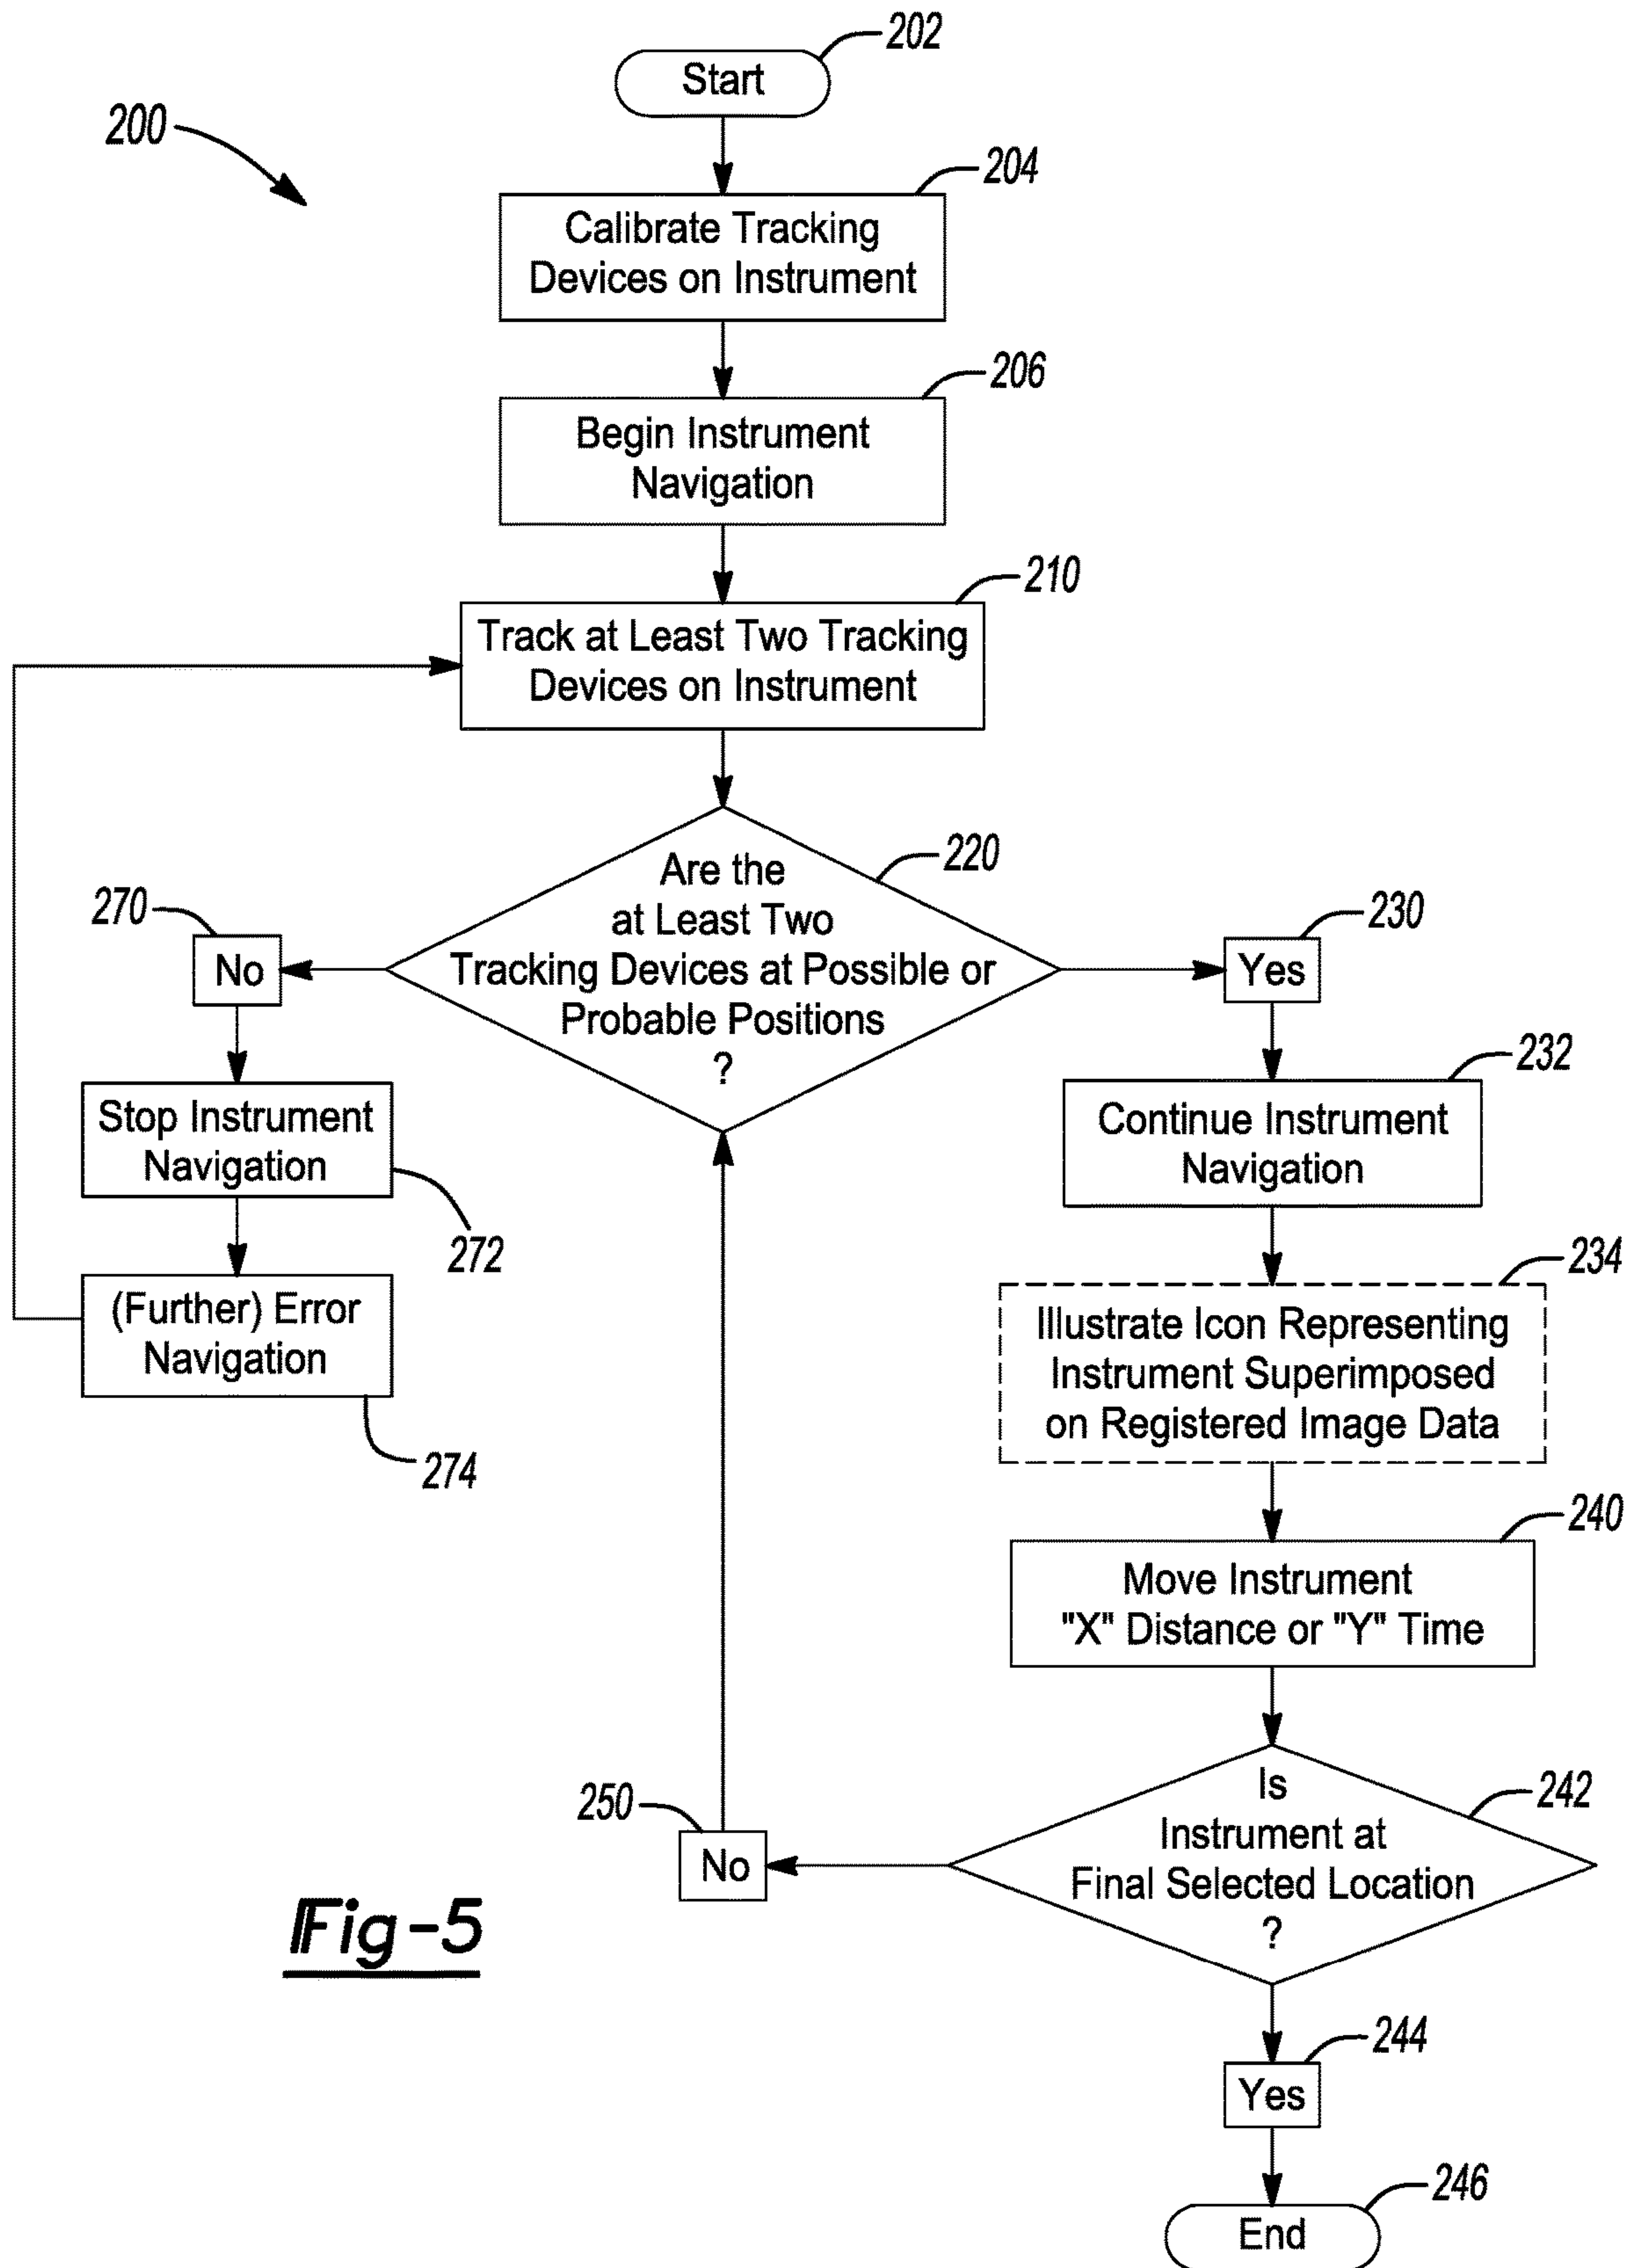 202
Start
200
204
Calibrate Tracking
Devices on Instrument
206
Begin Instrument
Navigation
210
Track at Least Two Tracking
Devices on Instrument
220
Are the
at Least Two
Tracking Devices at Possible or
Probable Positions
?
270
No
230
Yes
Stop Instrument
Navigation
272
232
Continue Instrument
Navigation
(Further) Error
Navigation
274
234
Illustrate Icon Representing
Instrument Superimposed
on Registered Image Data
240
Move Instrument
"X" Distance or "Y" Time
242
Is
Instrument at
Final Selected Location
?
250
No
Fig-5
244
Yes
246
End